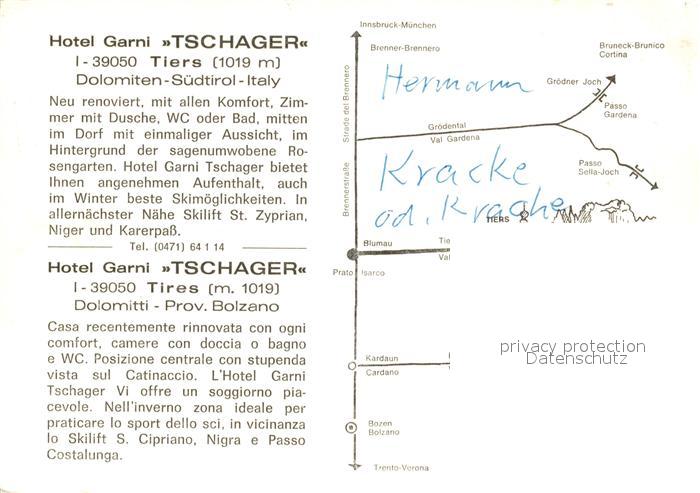 Hotel Garni »TSCHAGER«
I - 39050 Tiers (1019 m)
Dolomiten - Südtirol - Italy
Neu renoviert, mit allen Komfort, Zim-
mer mit Dusche, WC oder Bad, mitten
im Dorf mit einmaliger Aussicht, im
Hintergrund der sagenumwobene Ro-
sengarten. Hotel Garni Tschager bietet
Ihnen angenehmen Aufenthalt, auch
im Winter beste Skimöglichkeiten. In
allernächster Nähe Skilift St. Zyprian,
Niger und Karerpaß.
Tel. (0471) 64 1 14
Hotel Garni »TSCHAGER«
I - 39050 Tires (m. 1019)
Dolomitti - Prov. Bolzano
Casa recentemente rinnovata con ogni
comfort, camere con doccia o bagno
e WC. Posizione centrale con stupenda
vista sul Catinaccio. L'Hotel Garni
Tschager Vi offre un soggiorno pia-
cevole. Nell'inverno zona ideale per
praticare lo sport dello sci, in vicinanza
lo Skilift S. Cipriano, Nigra e Passo
Costalunga.
Innsbruck-München
Brenner-Brennero
Bruneck-Brunico
Cortina
Grödner Joch
Passo
Gardena
Strade del Brennero
Brennerstraße
Hermann
Grödental
Val Gardena
Passo
Sella-Joch
Kracke
od. Krache
TIERS
Blumau
Prato Isarco
Tie
Val
Kardaun
Cardano
Bozen
Bolzano
Trento-Verona
privacy protection
Datenschutz